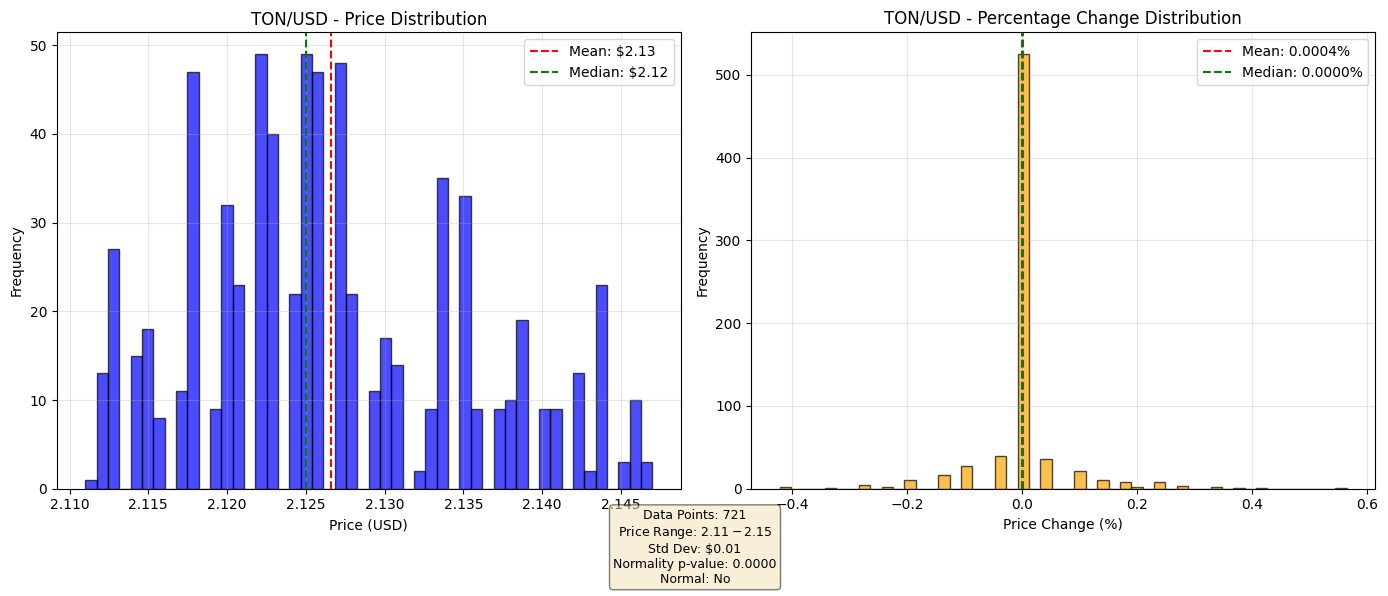 TON/USD - Price Distribution
Mean: $2.13
Median: $2.12
Frequency
50
40
30
20
10
0
2.110
2.115
2.120
2.125
2.130
2.135
2.140
2.145
Price (USD)
TON/USD - Percentage Change Distribution
Mean: 0.0004%
Median: 0.0000%
Frequency
500
400
300
200
100
0
−0.4
−0.2
0.0
0.2
0.4
0.6
Price Change (%)
Data Points: 721
Price Range: 2.11 − 2.15
Std Dev: $0.01
Normality p-value: 0.0000
Normal: No